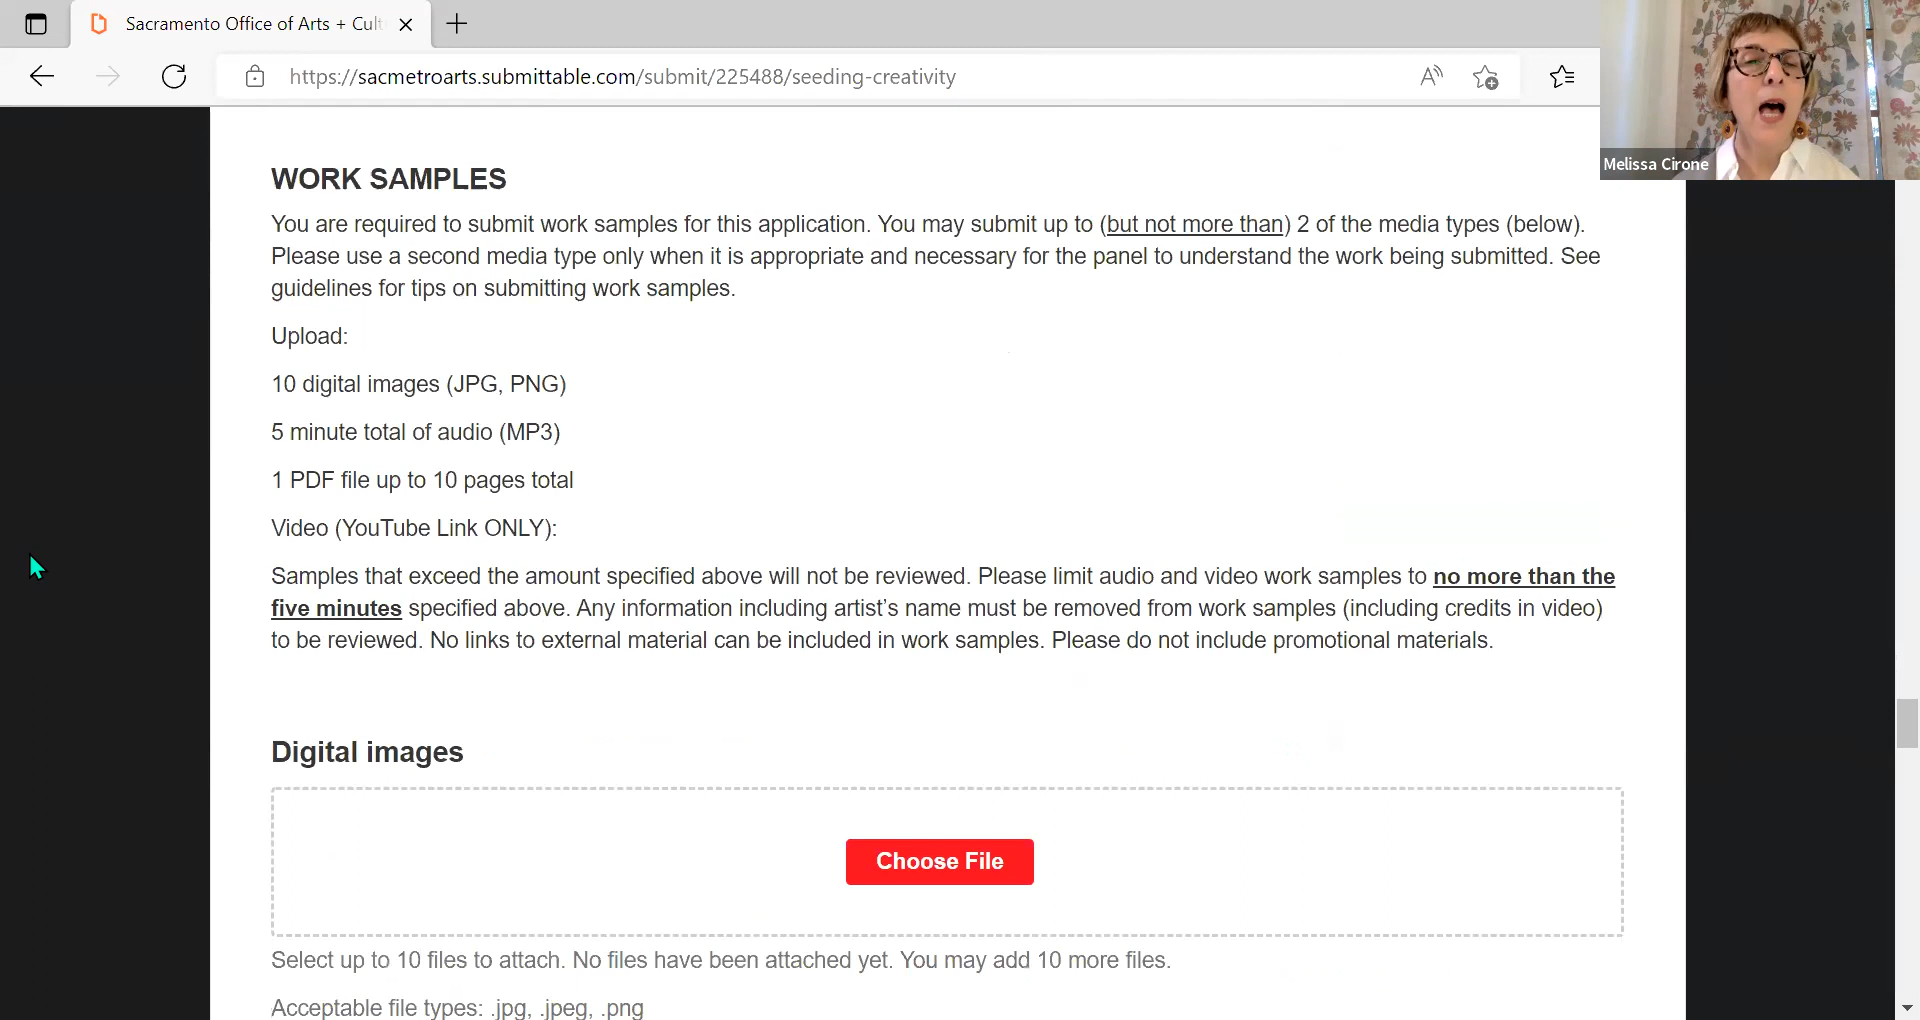 Sacramento Office of Arts + Cult
https://sacmetroarts.submittable.com/submit/225488/seeding-creativity
Melissa Cirone
WORK SAMPLES
You are required to submit work samples for this application. You may submit up to (but not more than) 2 of the media types (below).
Please use a second media type only when it is appropriate and necessary for the panel to understand the work being submitted. See
guidelines for tips on submitting work samples.
Upload:
10 digital images (JPG, PNG)
5 minute total of audio (MP3)
1 PDF file up to 10 pages total
Video (YouTube Link ONLY):
Samples that exceed the amount specified above will not be reviewed. Please limit audio and video work samples to no more than the
five minutes specified above. Any information including artist’s name must be removed from work samples (including credits in video)
to be reviewed. No links to external material can be included in work samples. Please do not include promotional materials.
Digital images
Choose File
Select up to 10 files to attach. No files have been attached yet. You may add 10 more files.
Acceptable file types: .jpg, .jpeg, .png